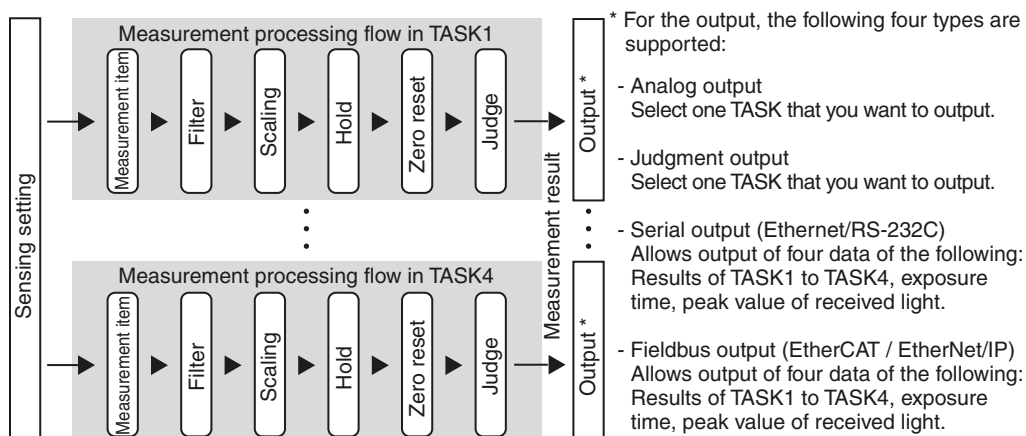 Sensing setting
Measurement processing flow in TASK1
Measurement item
Filter
Scaling
Hold
Zero reset
Judge
Output *
Measurement processing flow in TASK4
Measurement item
Filter
Scaling
Hold
Zero reset
Judge
Measurement result
Output *
* For the output, the following four types are
supported:
- Analog output
Select one TASK that you want to output.
- Judgment output
Select one TASK that you want to output.
- Serial output (Ethernet/RS-232C)
Allows output of four data of the following:
Results of TASK1 to TASK4, exposure
time, peak value of received light.
- Fieldbus output (EtherCAT / EtherNet/IP)
Allows output of four data of the following:
Results of TASK1 to TASK4, exposure
time, peak value of received light.